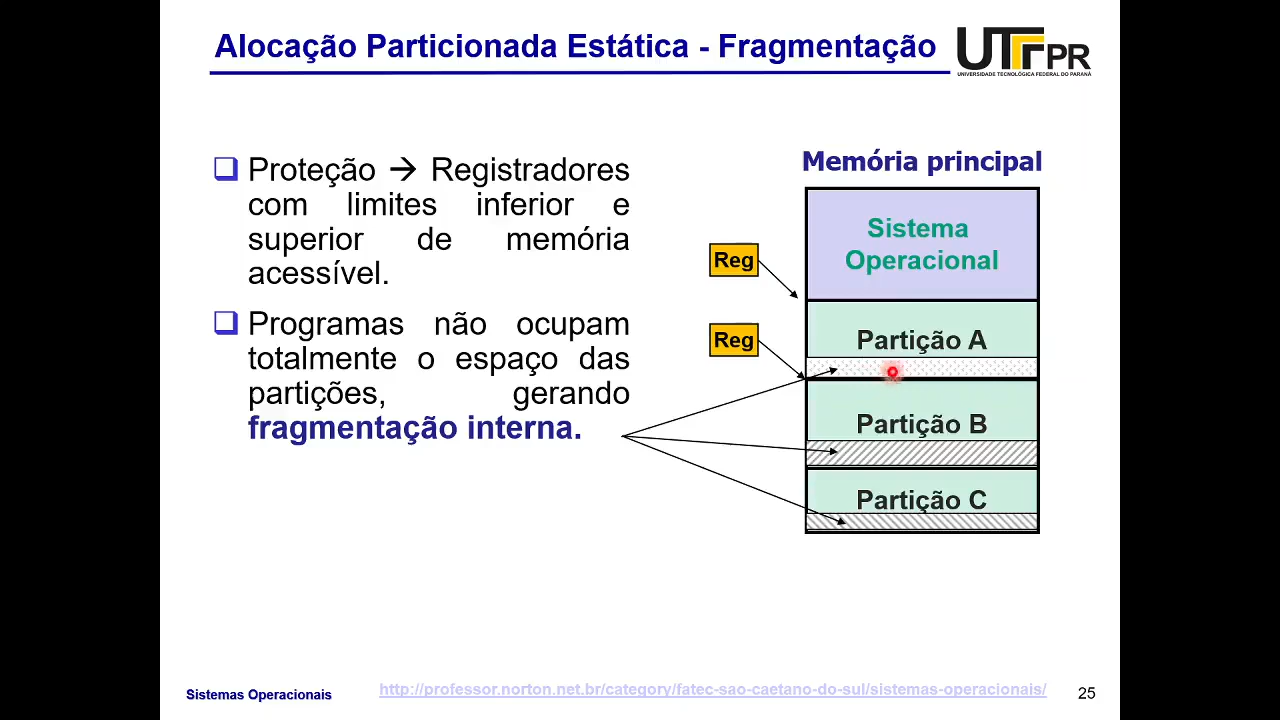 Alocação Particionada Estática - Fragmentação
UTFPR
UNIVERSIDADE TECNOLÓGICA FEDERAL DO PARANÁ
Proteção → Registradores
com limites inferior e
superior de memória
acessível.
Programas não ocupam
totalmente o espaço das
partições, gerando
fragmentação interna.
Memória principal
Sistema
Operacional
Reg
Partição A
Reg
Partição B
Partição C
Sistemas Operacionais
http://professor.norton.net.br/category/fatec-sao-caetano-do-sul/sistemas-operacionais/
25